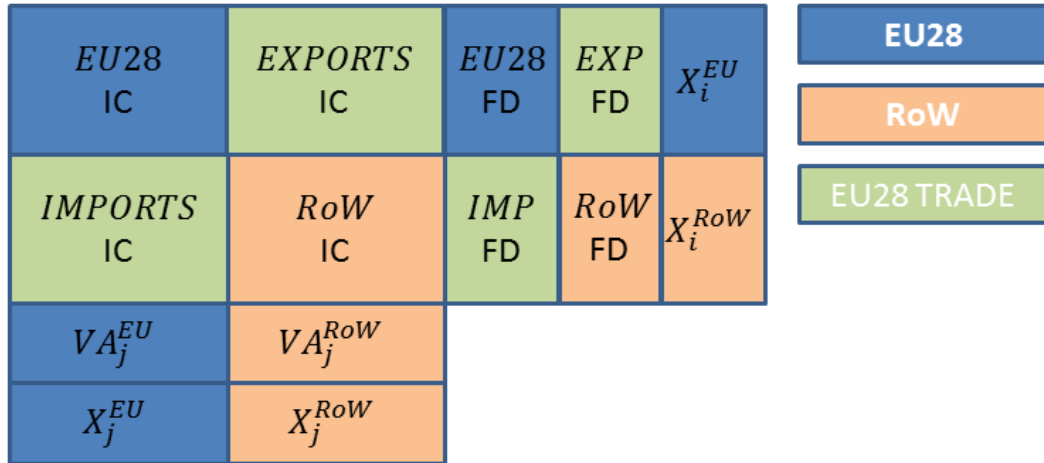 EU28 EXPORTS EU28 EXP X_i^{EU}
IC IC FD FD
IMPORTS RoW IMP RoW X_i^{RoW}
IC IC FD FD
VA_j^{EU} VA_j^{RoW}
X_j^{EU} X_j^{RoW}
EU28
RoW
EU28 TRADE